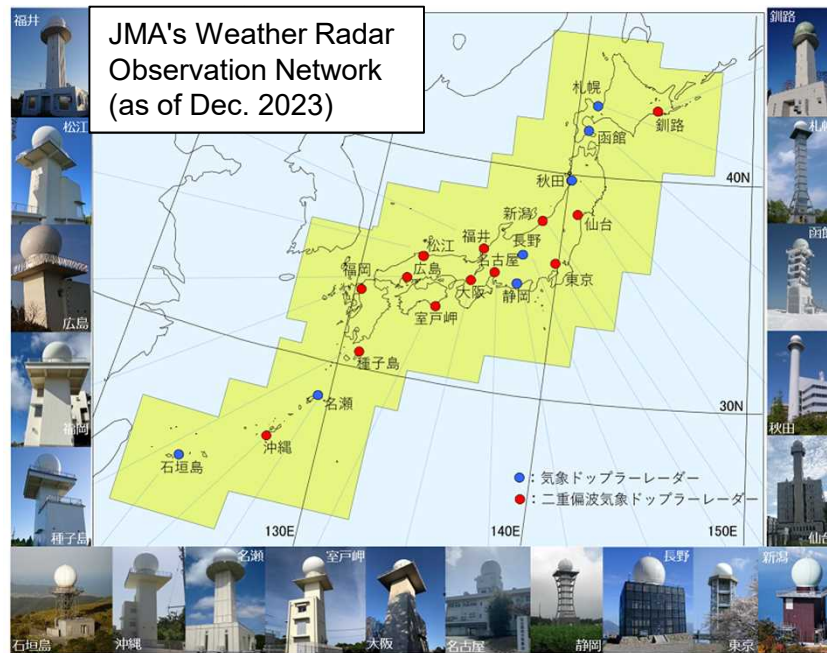 福井
JMA's Weather Radar
Observation Network
(as of Dec. 2023)
釧路
松江
札幌
広島
函館
福岡
秋田
種子島
仙台
札幌
釧路
函館
40N
秋田
新潟
仙台
福井
長野
松江
名古屋
福岡
広島
大阪
静岡
東京
室戸岬
種子島
30N
名瀬
沖縄
石垣島
●：気象ドップラーレーダー
●：二重偏波気象ドップラーレーダー
130E
140E
150E
石垣島
沖縄
名瀬
室戸岬
大阪
名古屋
静岡
長野
東京
新潟